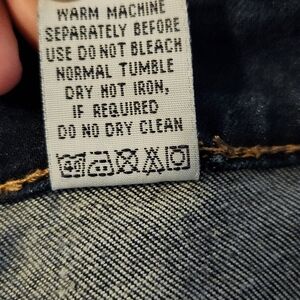 WARM MACHINE
SEPARATELY BEFORE
USE DO NOT BLEACH
NORMAL TUMBLE
DRY HOT IRON,
IF REQUIRED
DO NO DRY CLEAN